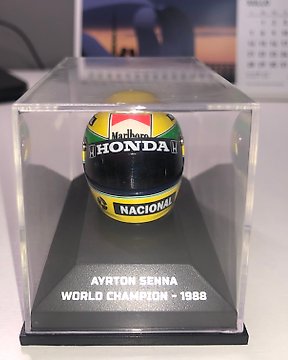 Marlboro
HONDA
NACIONAL
AYRTON SENNA
WORLD CHAMPION - 1988